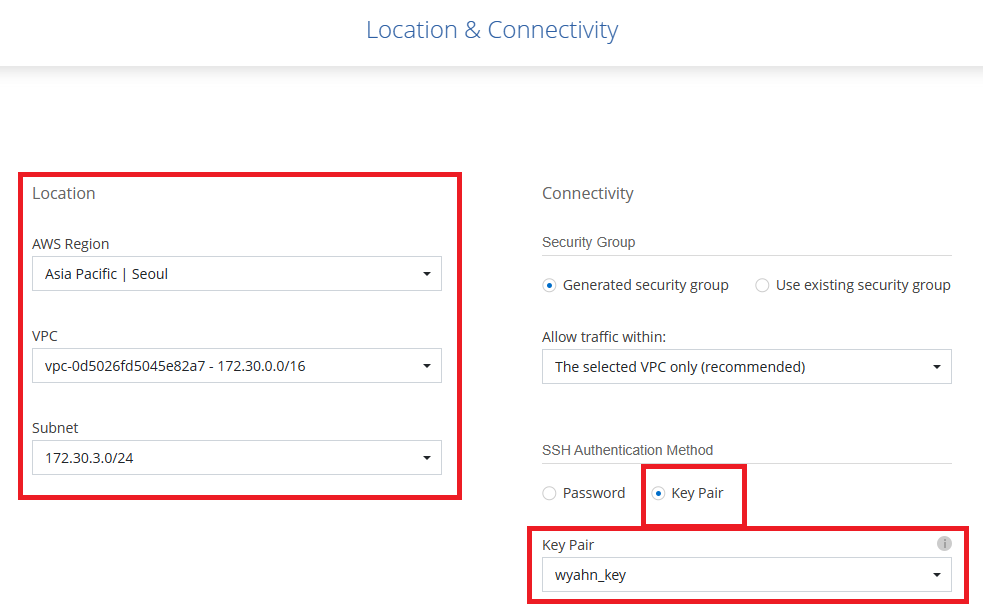 Location & Connectivity
Location
AWS Region
Asia Pacific | Seoul
VPC
vpc-0d5026fd5045e82a7 - 172.30.0.0/16
Subnet
172.30.3.0/24
Connectivity
Security Group
Generated security group
Use existing security group
Allow traffic within:
The selected VPC only (recommended)
SSH Authentication Method
Password
Key Pair
Key Pair
wyahn_key